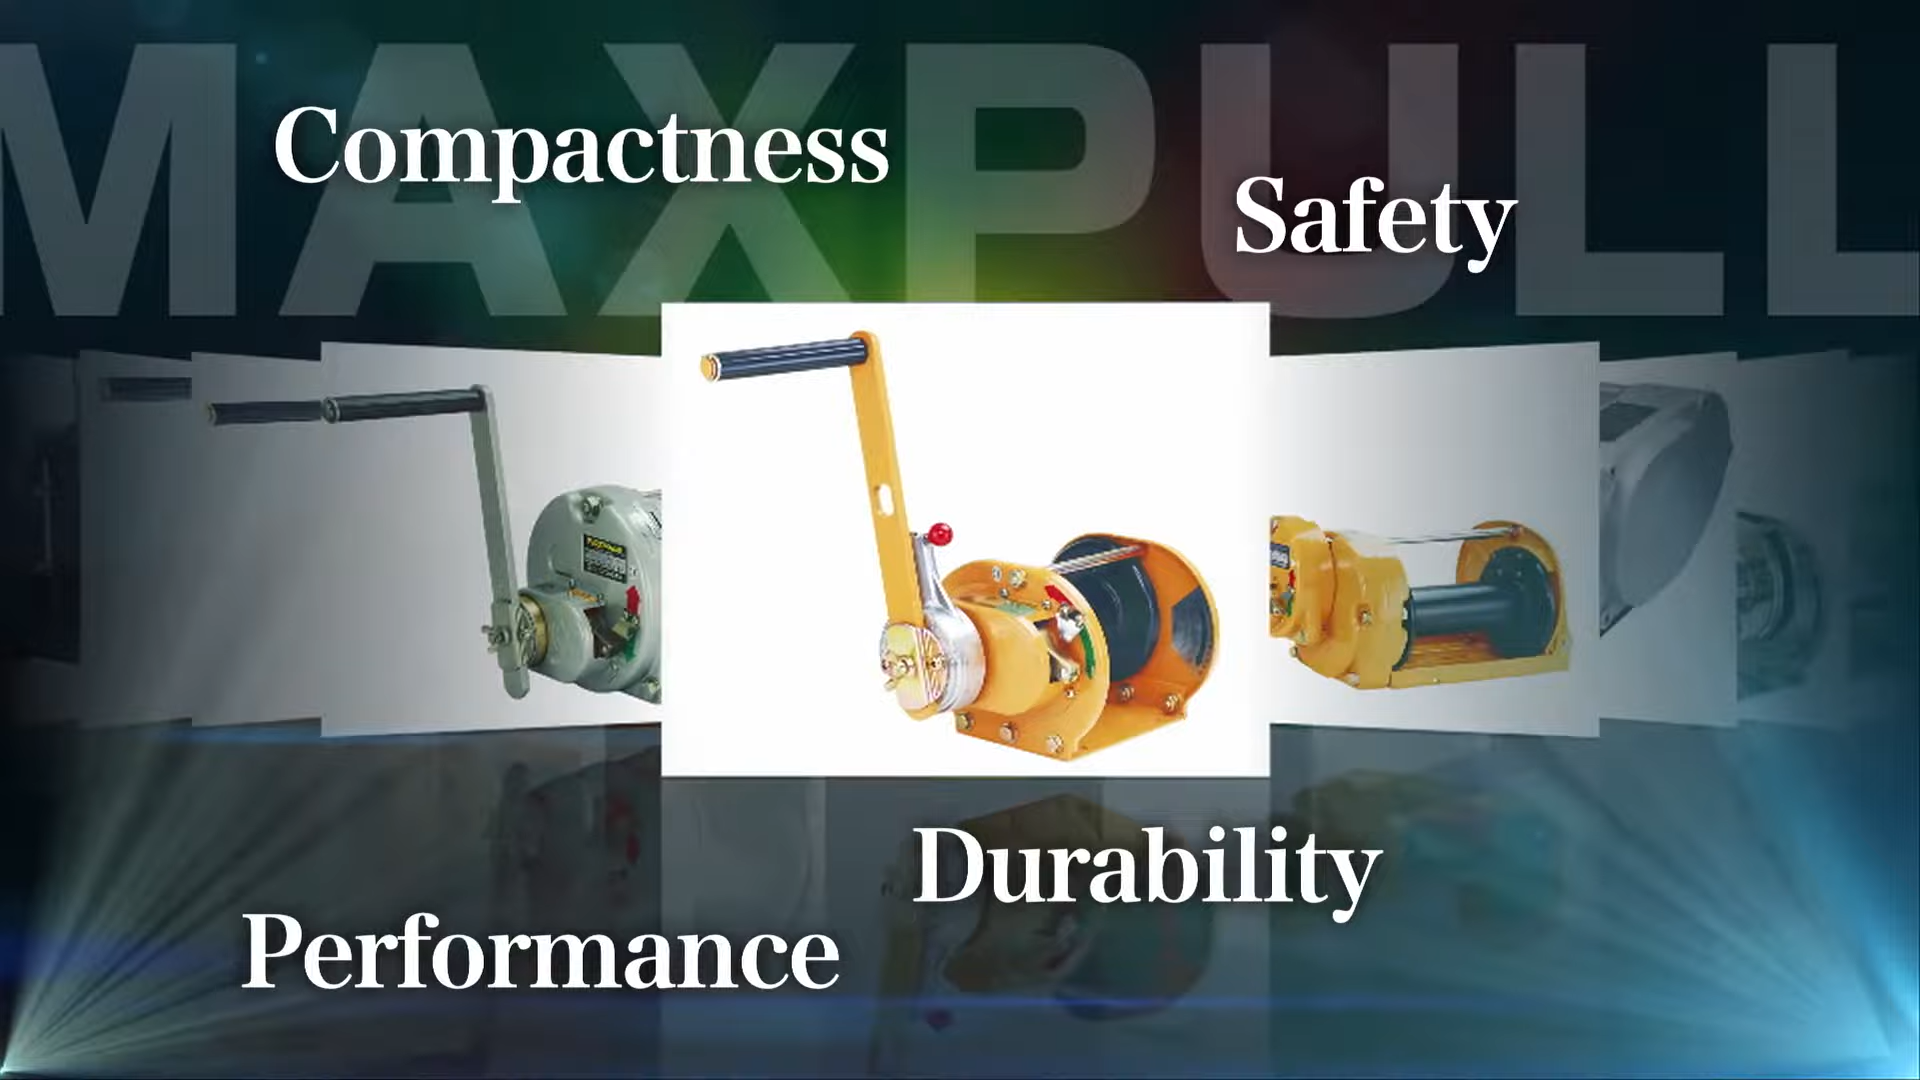 MAXPULL
Compactness
Safety
Durability
Performance